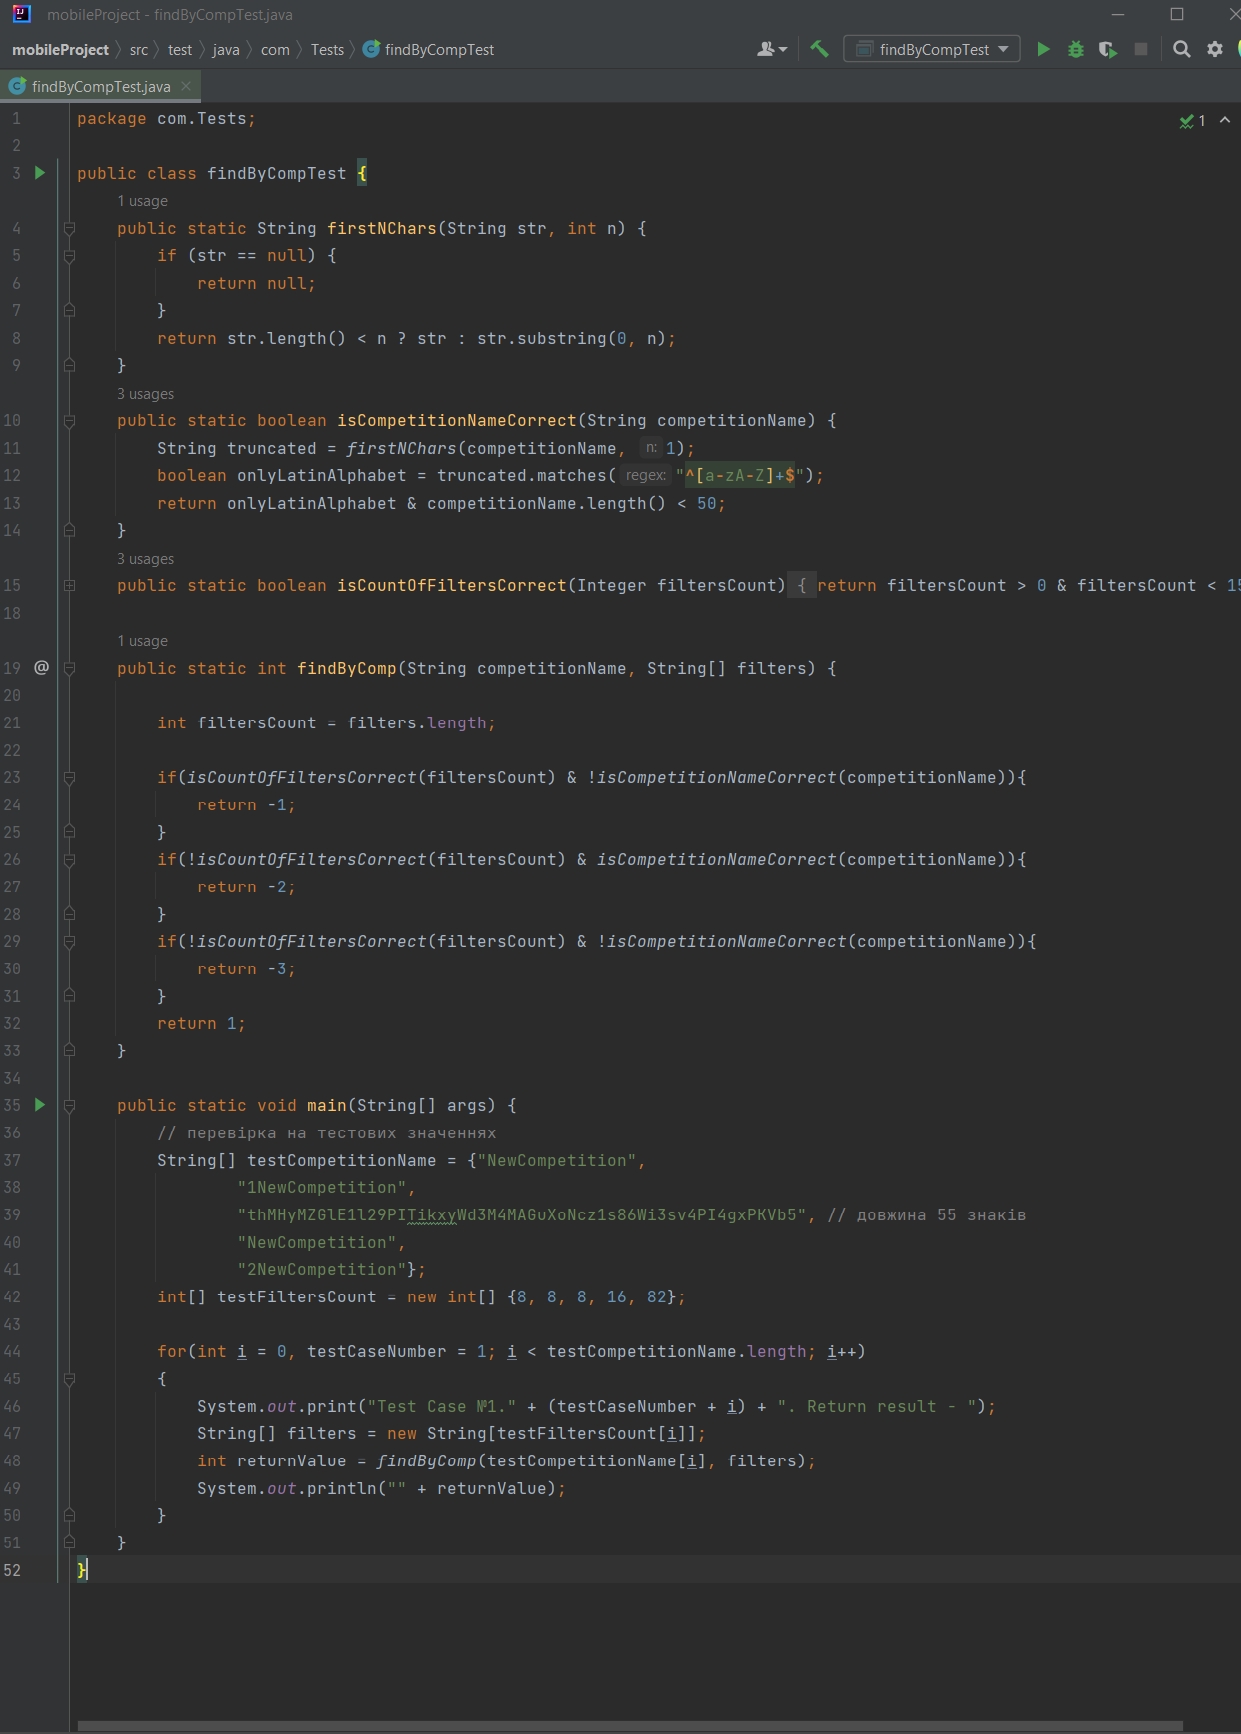 mobileProject - findByCompTest.java
mobileProject src test java com Tests findByCompTest
findByCompTest
findByCompTest.java
1 package com.Tests;
1
2
3 public class findByCompTest {
1 usage
4 public static String firstNChars(String str, int n) {
5 if (str == null) {
6 return null;
7 }
8 return str.length() < n ? str : str.substring(0, n);
9 }
3 usages
10 public static boolean isCompetitionNameCorrect(String competitionName) {
11 String truncated = firstNChars(competitionName, n: 1);
12 boolean onlyLatinAlphabet = truncated.matches( regex: "^[a-zA-Z]+$");
13 return onlyLatinAlphabet & competitionName.length() < 50;
14 }
3 usages
15 public static boolean isCountOfFiltersCorrect(Integer filtersCount) { return filtersCount > 0 & filtersCount < 15
18
1 usage
19 @ public static int findByComp(String competitionName, String[] filters) {
20
21 int filtersCount = filters.length;
22
23 if(isCountOfFiltersCorrect(filtersCount) & !isCompetitionNameCorrect(competitionName)){
24 return -1;
25 }
26 if(!isCountOfFiltersCorrect(filtersCount) & isCompetitionNameCorrect(competitionName)){
27 return -2;
28 }
29 if(!isCountOfFiltersCorrect(filtersCount) & !isCompetitionNameCorrect(competitionName)){
30 return -3;
31 }
32 return 1;
33 }
34
35 public static void main(String[] args) {
36 // перевірка на тестових значеннях
37 String[] testCompetitionName = {"NewCompetition",
38 "1NewCompetition",
39 "thMHyMZGlE1l29PITikxyWd3M4MAGuXoNcz1s86Wi3sv4PI4gxPKVb5", // довжина 55 знаків
40 "NewCompetition",
41 "2NewCompetition"};
42 int[] testFiltersCount = new int[] {8, 8, 8, 16, 82};
43
44 for(int i = 0, testCaseNumber = 1; i < testCompetitionName.length; i++)
45 {
46 System.out.print("Test Case №1." + (testCaseNumber + i) + ". Return result - ");
47 String[] filters = new String[testFiltersCount[i]];
48 int returnValue = findByComp(testCompetitionName[i], filters);
49 System.out.println("" + returnValue);
50 }
51 }
52 }